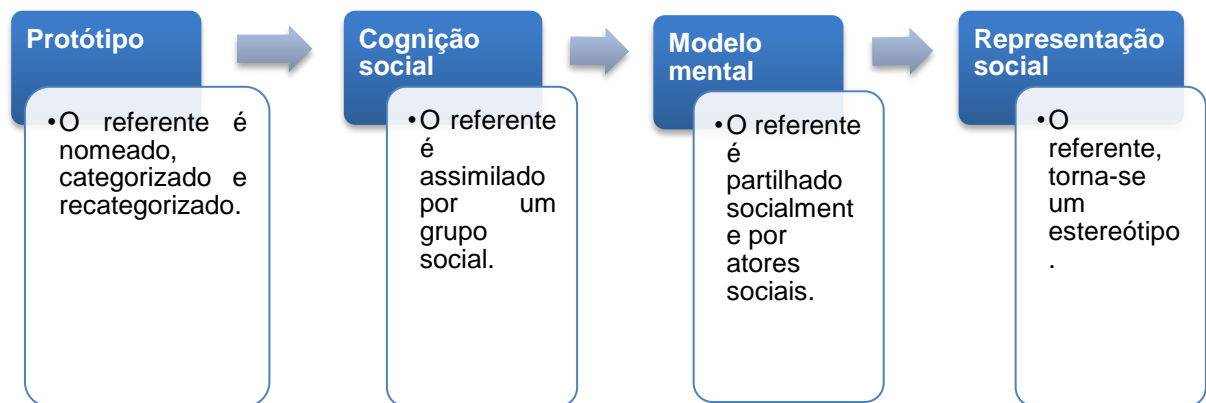 Protótipo
•O referente é
nomeado,
categorizado e
recategorizado.
Cognição
social
•O referente
é
assimilado
por um
grupo
social.
Modelo
mental
•O referente
é
partilhado
socialment
e por
atores
sociais.
Representação
social
•O
referente,
torna-se
um
estereótipo
.